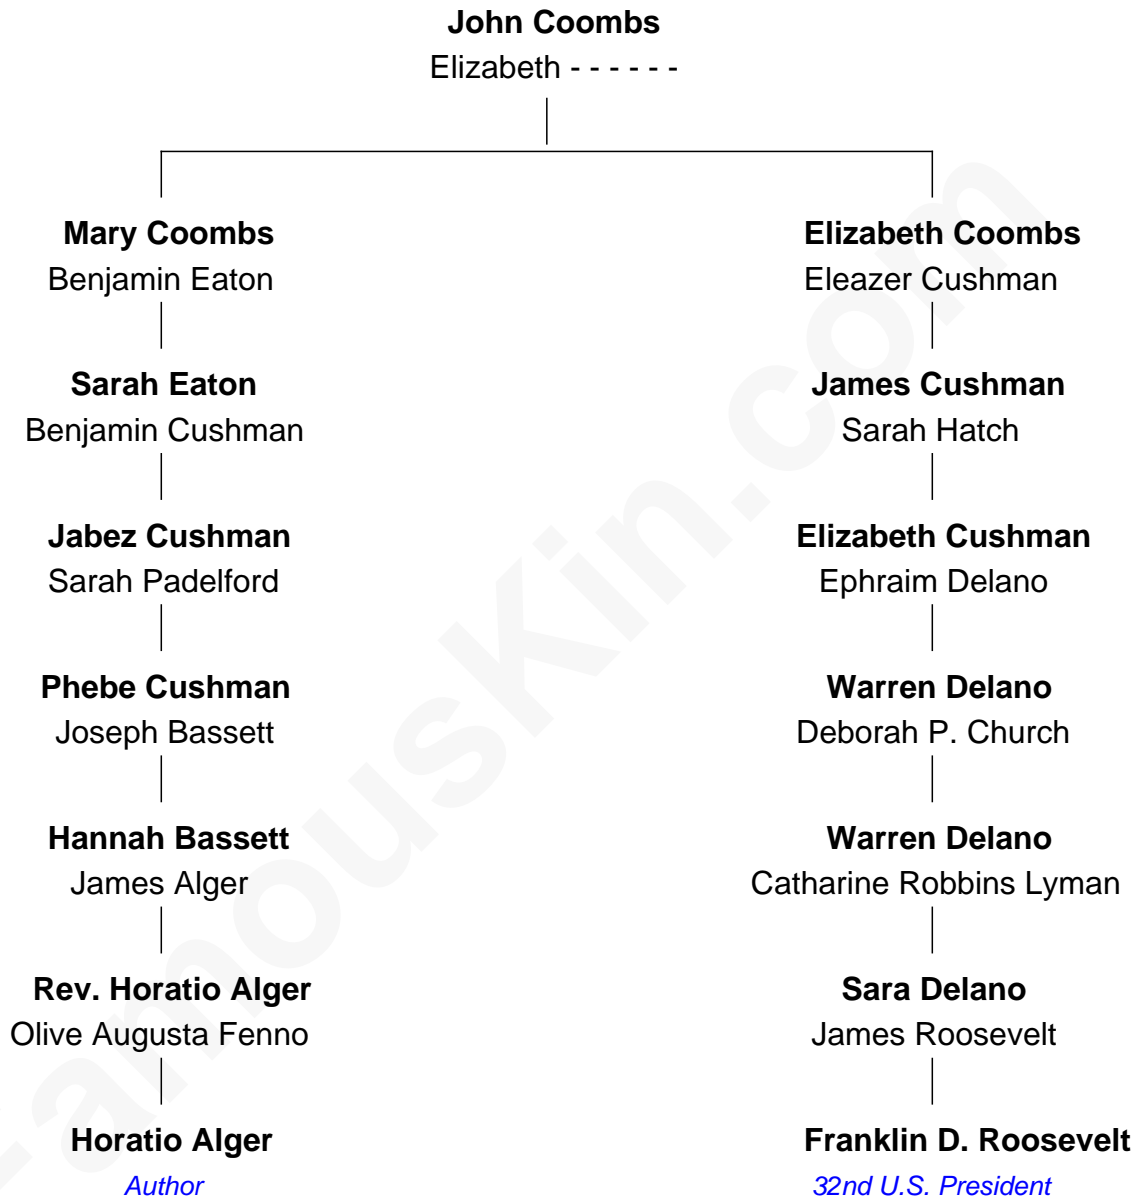 John Coombs
Elizabeth - - - - - -
Mary Coombs
Benjamin Eaton
Elizabeth Coombs
Eleazer Cushman
Sarah Eaton
Benjamin Cushman
James Cushman
Sarah Hatch
Jabez Cushman
Sarah Padelford
Elizabeth Cushman
Ephraim Delano
Phebe Cushman
Joseph Bassett
Warren Delano
Deborah P. Church
Hannah Bassett
James Alger
Warren Delano
Catharine Robbins Lyman
Rev. Horatio Alger
Olive Augusta Fenno
Sara Delano
James Roosevelt
Horatio Alger
Author
Franklin D. Roosevelt
32nd U.S. President
FamousKin.com